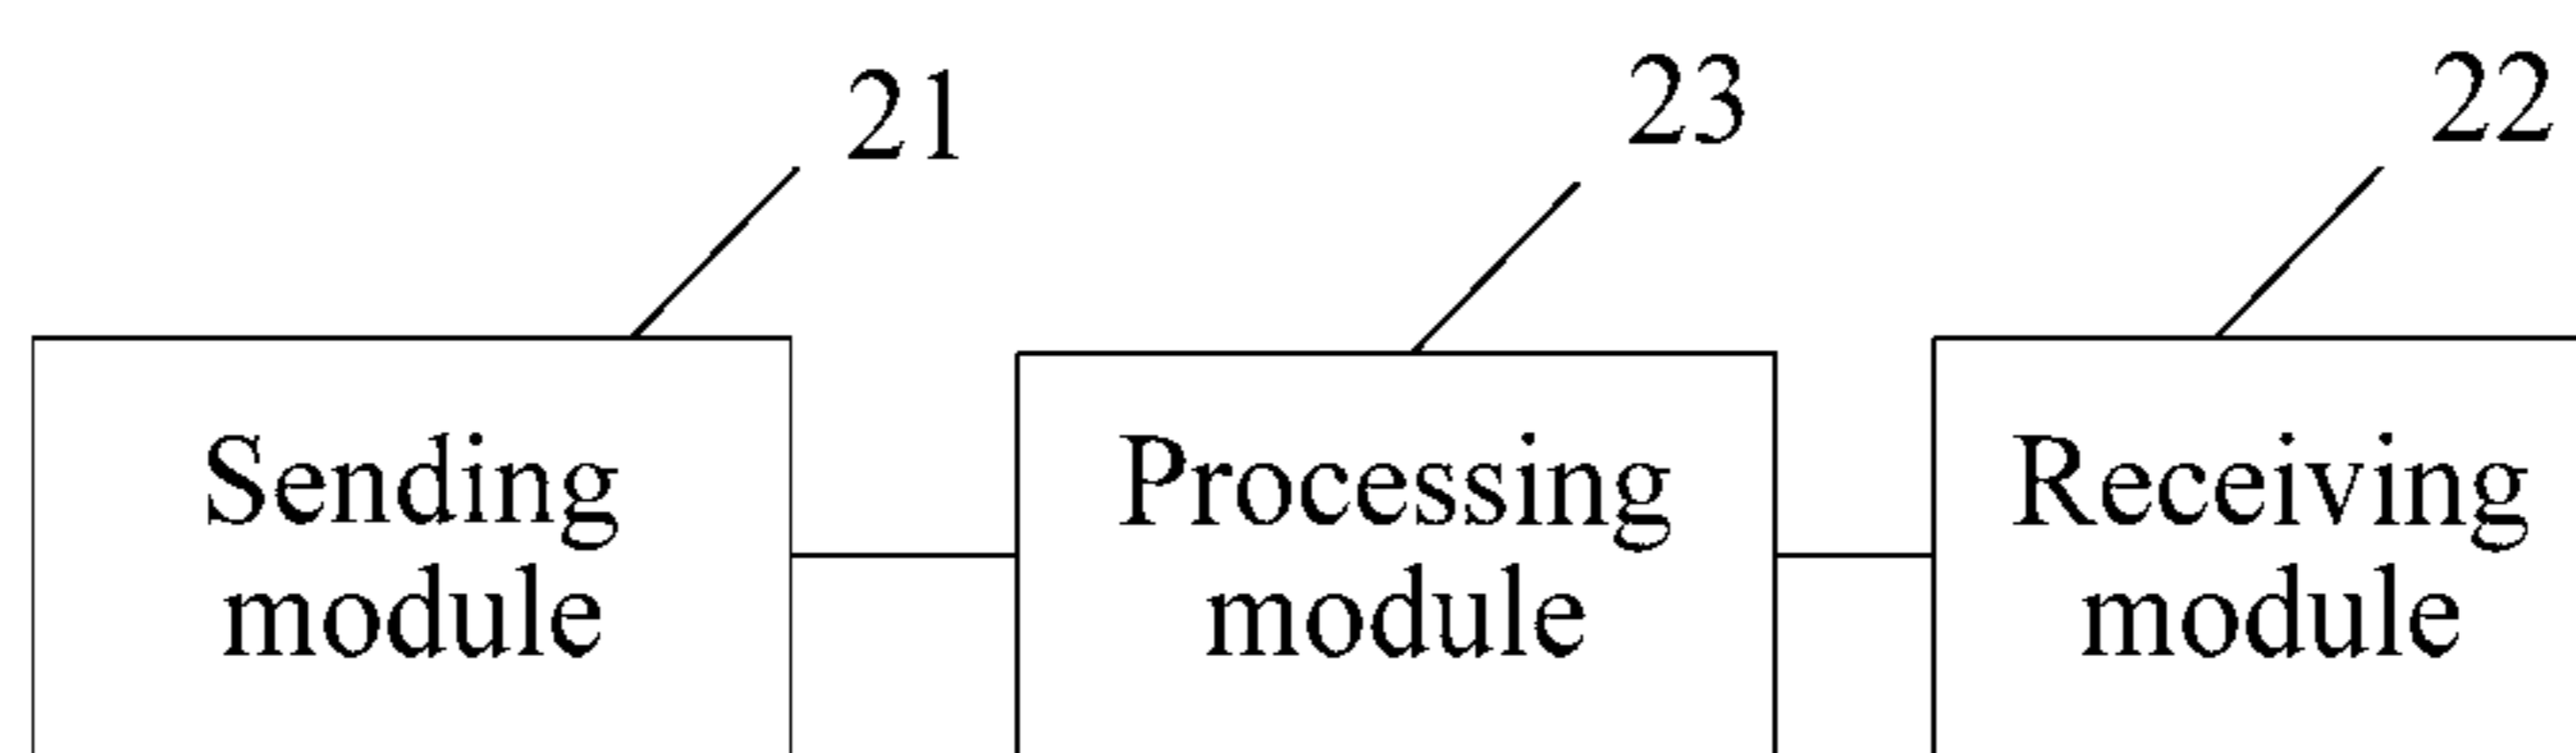 21
23
22
Sending
module
Processing
module
Receiving
module